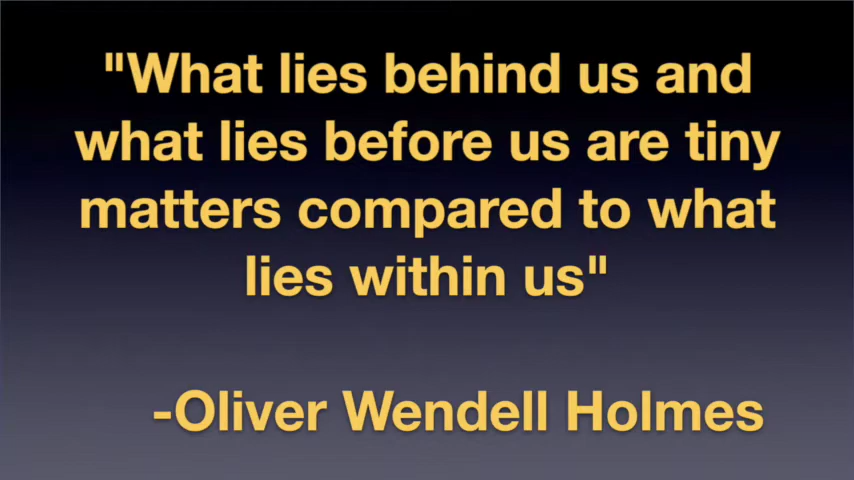 "What lies behind us and
what lies before us are tiny
matters compared to what
lies within us"
-Oliver Wendell Holmes